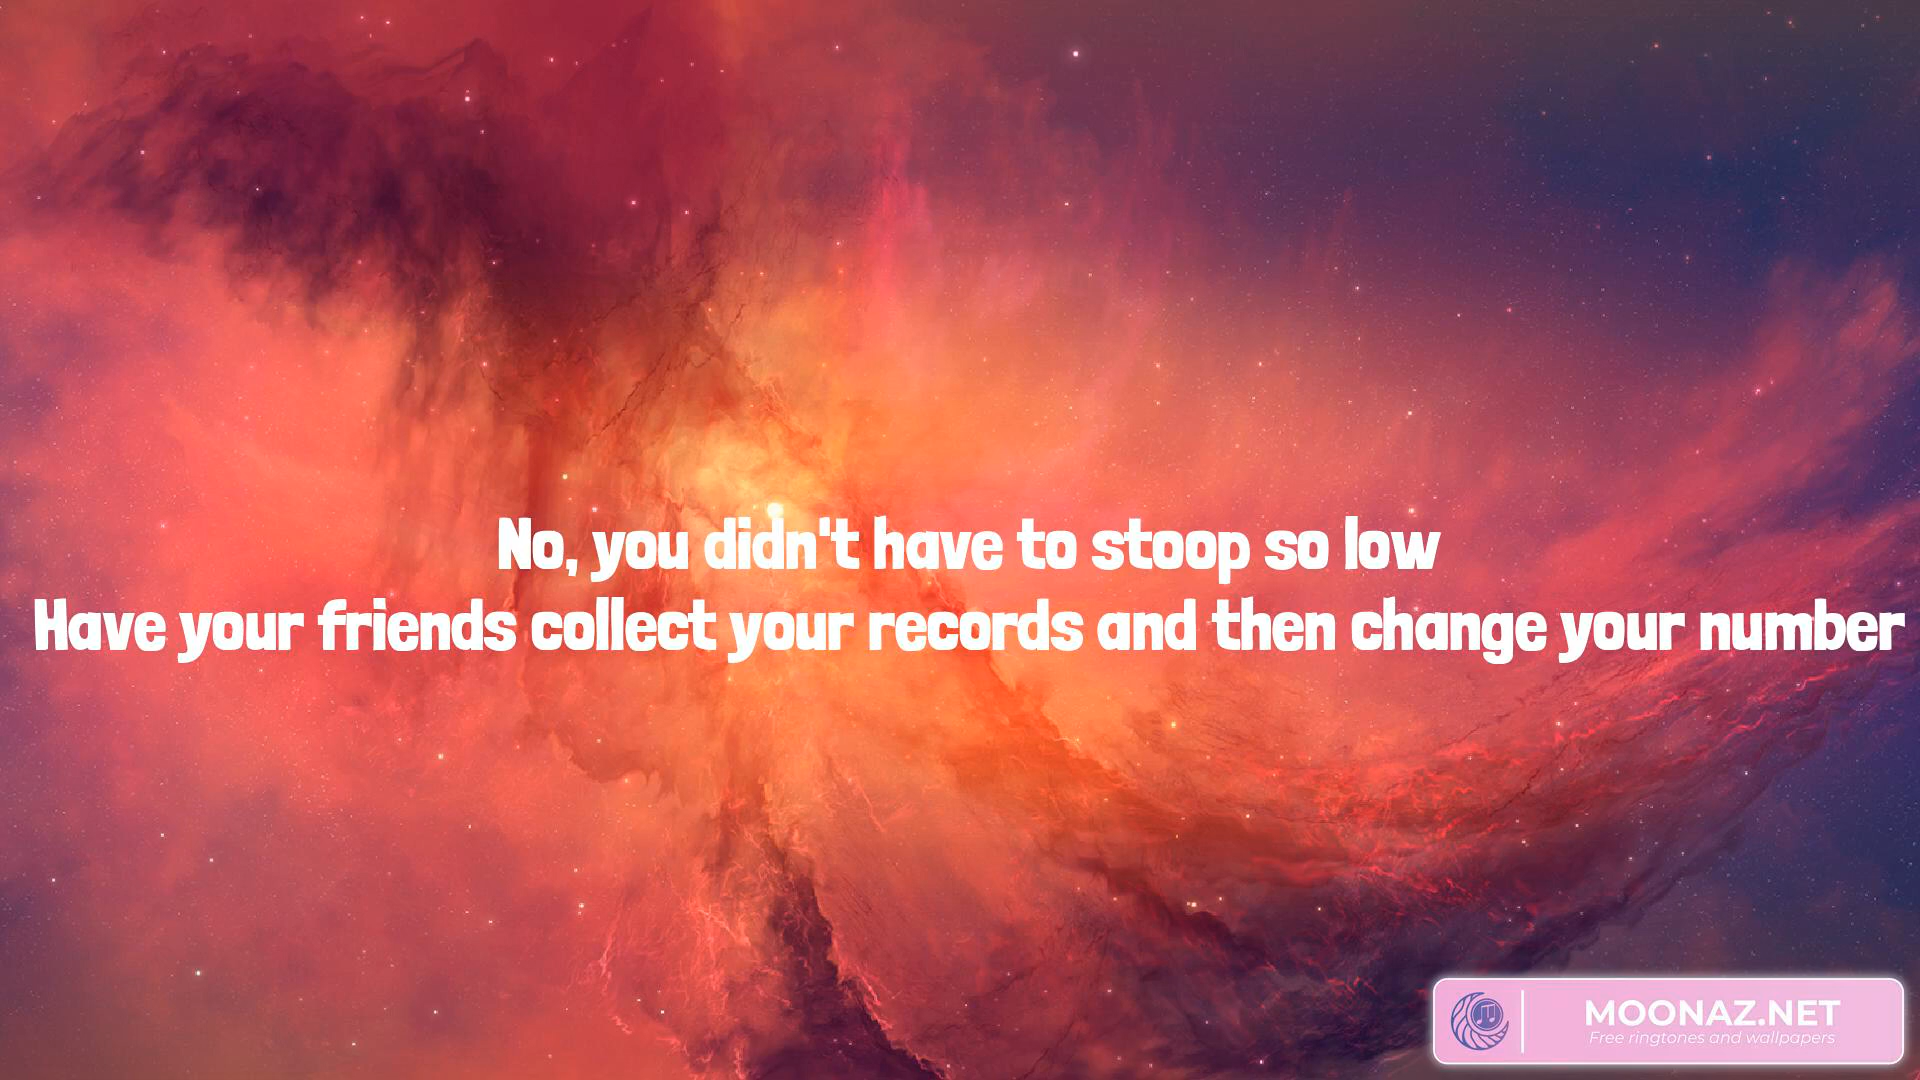 No, you didn't have to stoop so low
Have your friends collect your records and then change your number
MOONAZ.NET
Free ringtones and wallpapers